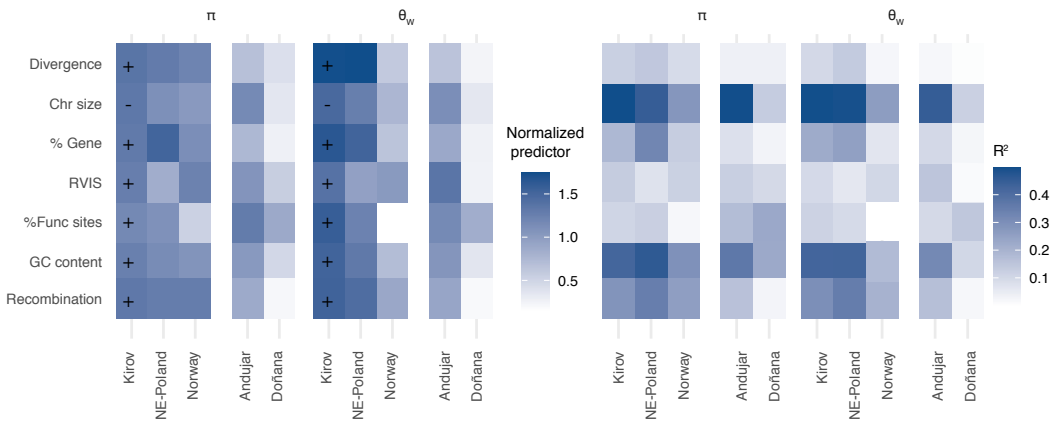 π θw π θw
Divergence + +
Chr size - -
% Gene + +
RVIS + +
%Func sites + +
GC content + +
Recombination + +
Normalized
predictor
1.5
1.0
0.5
R²
0.4
0.3
0.2
0.1
Kirov NE-Poland Norway Andujar Doñana Kirov NE-Poland Norway Andujar Doñana Kirov NE-Poland Norway Andujar Doñana Kirov NE-Poland Norway Andujar Doñana